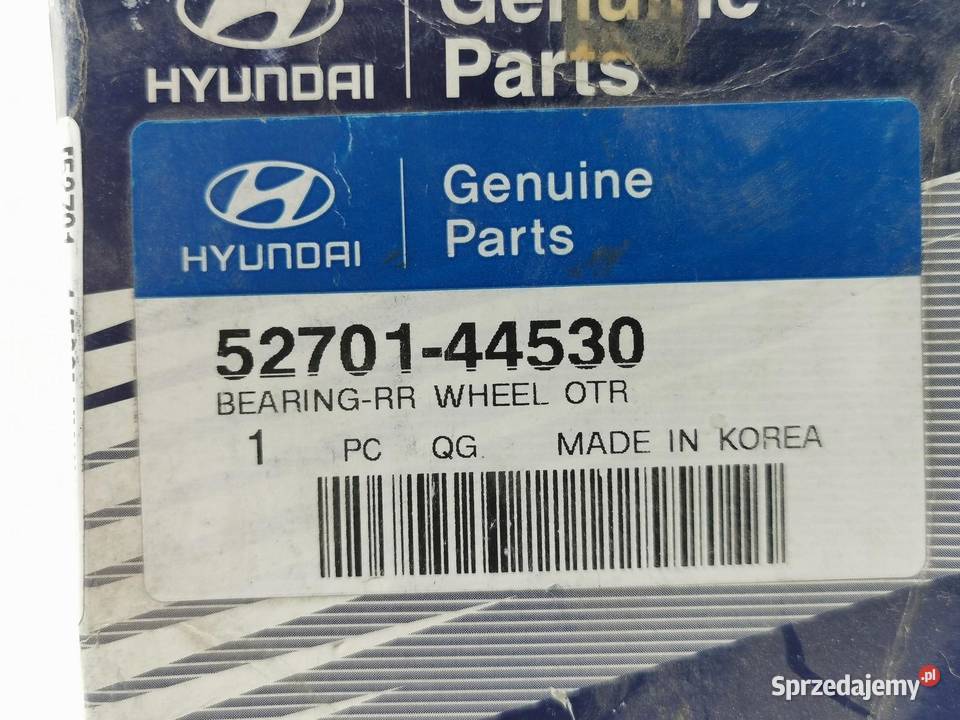 HYUNDAI
Genuine
Parts
HYUNDAI
Genuine
Parts
52701-44530
BEARING-RR WHEEL OTR
1 PC QG. MADE IN KOREA
Sprzedajemy.pl